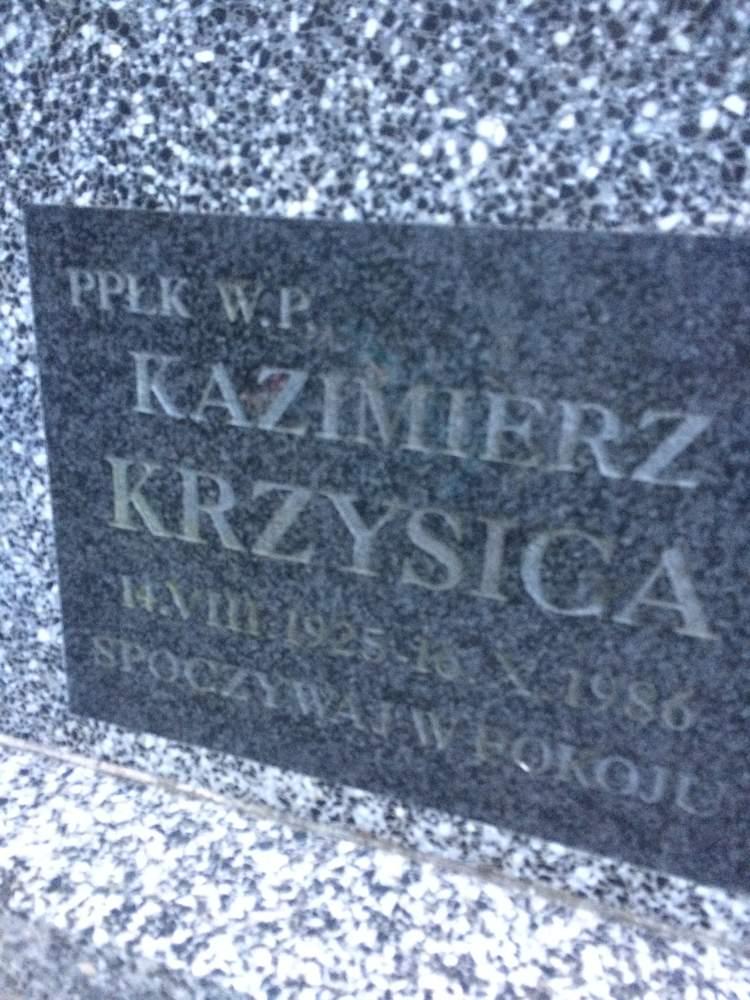 PPŁK W.P.
KAZIMIERZ
KRZYSICA
14.VIII.1925-16.X.1986
SPOCZYWAJ W POKOJU